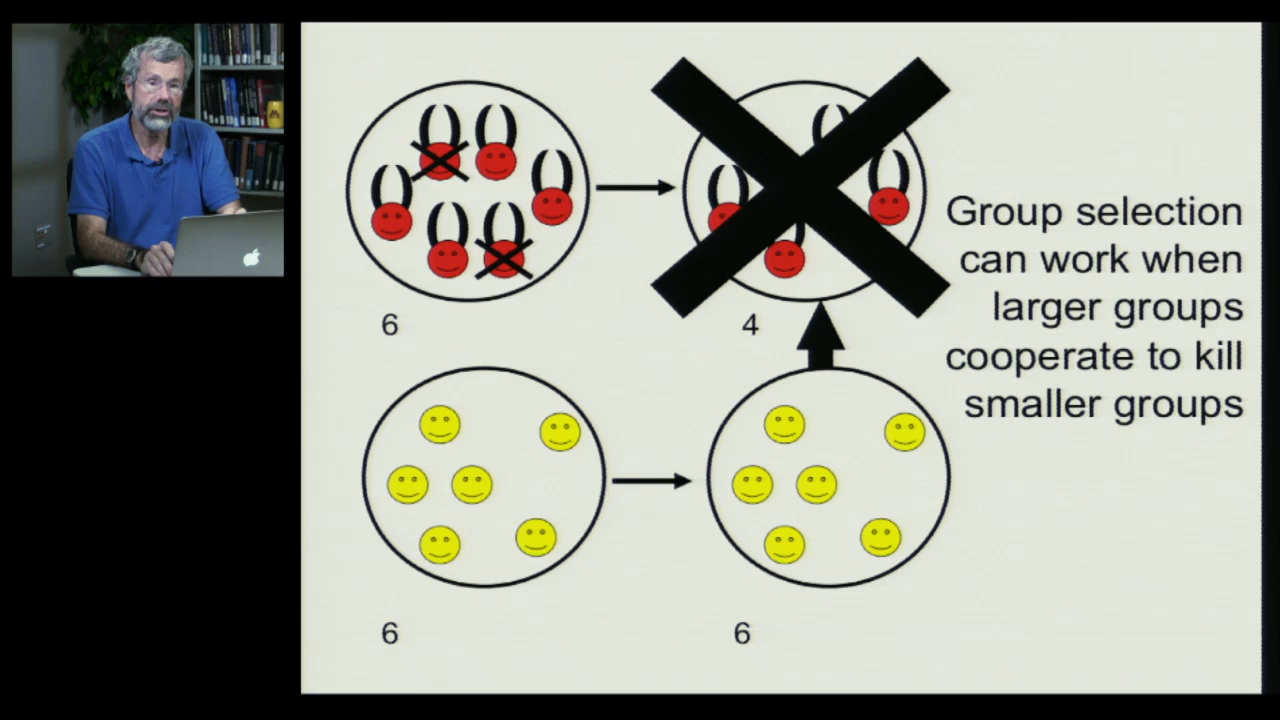 Group selection
can work when
larger groups
cooperate to kill
smaller groups
6
4
6
6